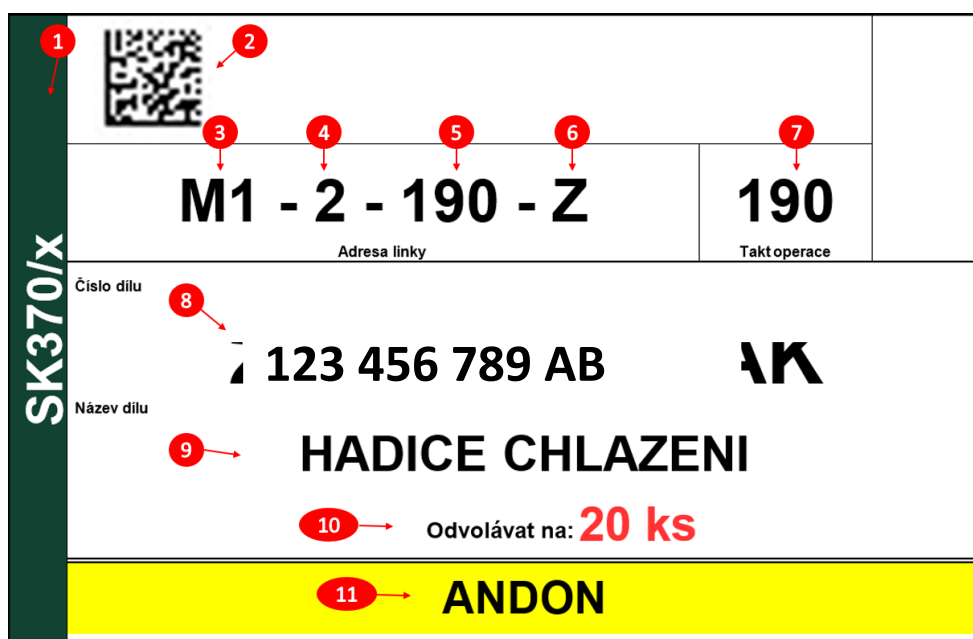 1
2
3
4
5
6
7
M1 - 2 - 190 - Z
190
Adresa linky
Takt operace
SK370/x
Číslo dílu
8
123 456 789 AB
AK
Název dílu
9
HADICE CHLAZENI
10
Odvolávat na: 20 ks
11
ANDON